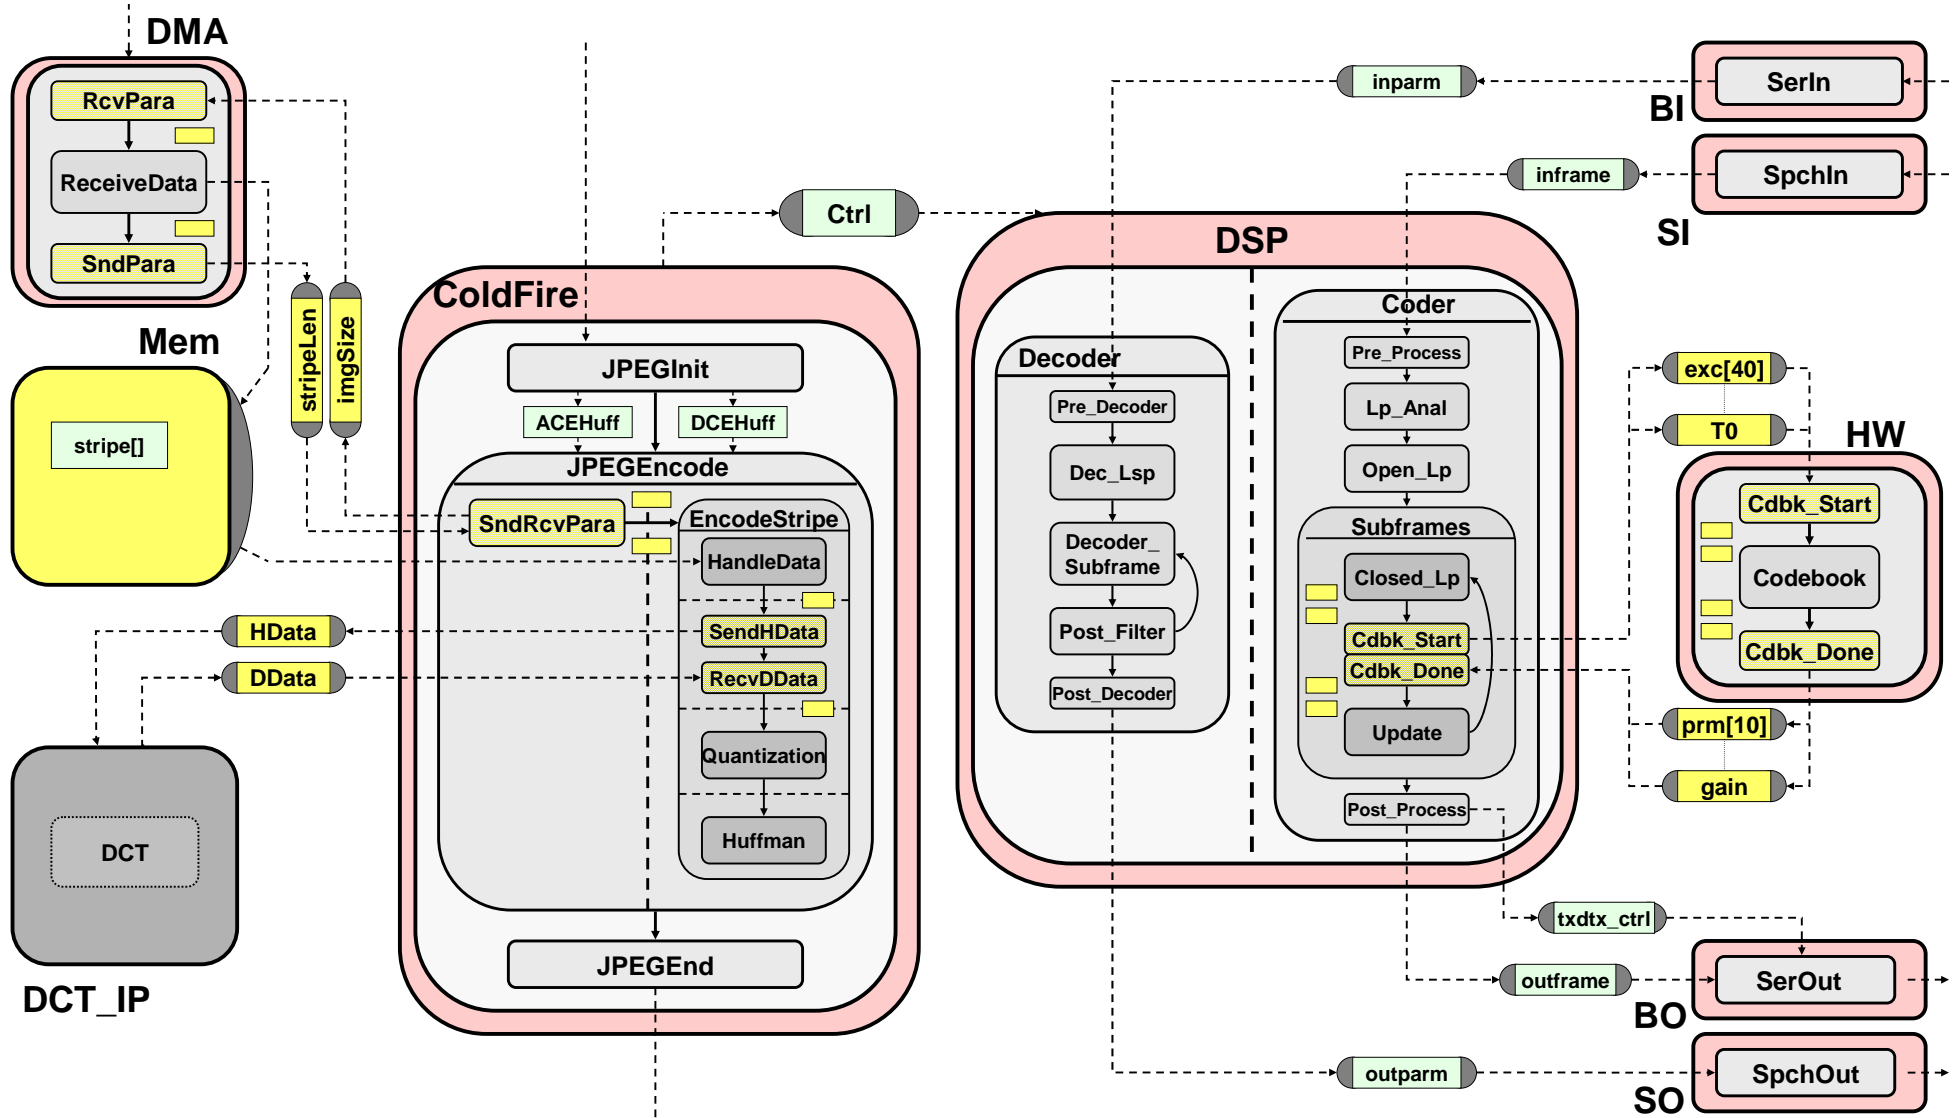 DMA
RcvPara
ReceiveData
SndPara
stripeLen
imgSize
Mem
stripe[]
HData
DData
DCT
DCT_IP
ColdFire
JPEGInit
ACEHuff
DCEHuff
JPEGEncode
SndRcvPara
EncodeStripe
HandleData
SendHData
RecvDData
Quantization
Huffman
JPEGEnd
Ctrl
DSP
Decoder
Pre_Decoder
Dec_Lsp
Decoder_
Subframe
Post_Filter
Post_Decoder
Coder
Pre_Process
Lp_Anal
Open_Lp
Subframes
Closed_Lp
Cdbk_Start
Cdbk_Done
Update
Post_Process
inparm
SerIn
BI
inframe
SpchIn
SI
exc[40]
T0
HW
Cdbk_Start
Codebook
Cdbk_Done
prm[10]
gain
txdtx_ctrl
outframe
SerOut
BO
outparm
SpchOut
SO